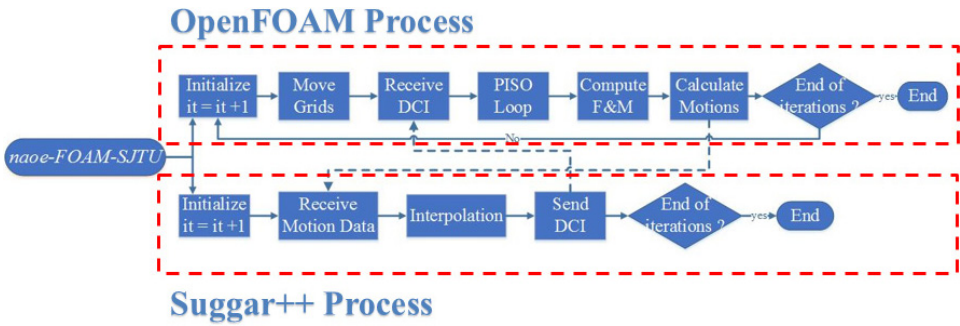 OpenFOAM Process
Initialize
it = it +1
Move
Grids
Receive
DCI
PISO
Loop
Compute
F&M
Calculate
Motions
End of
iterations ?
yes
End
No
naoe-FOAM-SJTU
Initialize
it = it +1
Receive
Motion Data
Interpolation
Send
DCI
End of
iterations ?
yes
End
Suggar++ Process